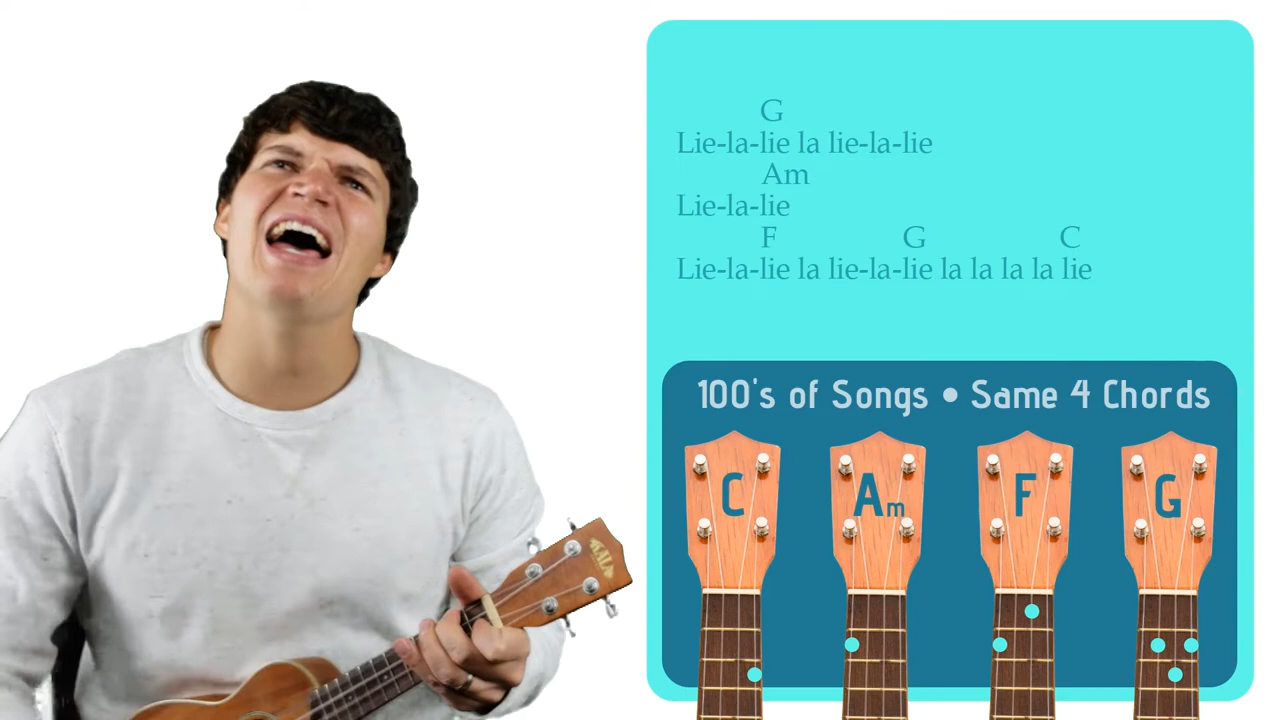 G
Lie-la-lie la lie-la-lie
Am
Lie-la-lie
F G C
Lie-la-lie la lie-la-lie la la la la lie
100's of Songs • Same 4 Chords
C Am F G
KALA